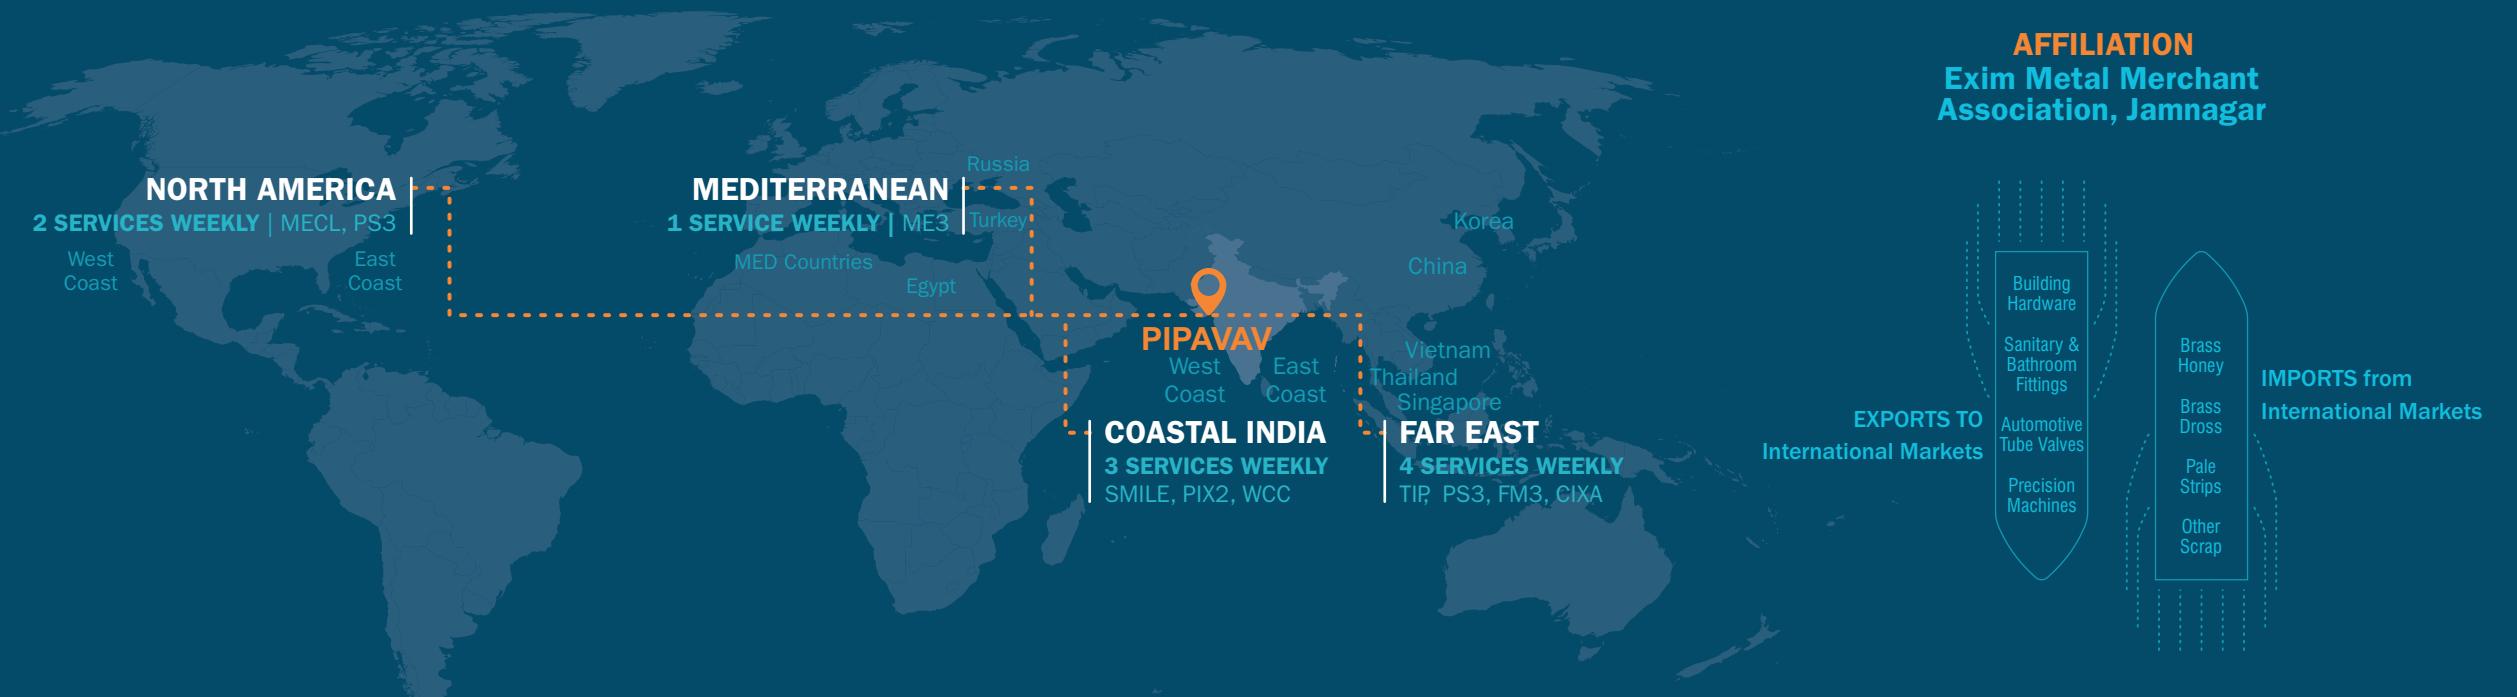 NORTH AMERICA
2 SERVICES WEEKLY | MECL, PS3
West
Coast
East
Coast
MEDITERRANEAN
1 SERVICE WEEKLY | ME3
Russia
Turkey
MED Countries
Egypt
PIPAVAV
West
Coast
East
Coast
COASTAL INDIA
3 SERVICES WEEKLY
SMILE, PIX2, WCC
Korea
China
Vietnam
Thailand
Singapore
FAR EAST
4 SERVICES WEEKLY
TIP, PS3, FM3, CIXA
AFFILIATION
Exim Metal Merchant
Association, Jamnagar
EXPORTS TO
International Markets
Building
Hardware
Sanitary &
Bathroom
Fittings
Automotive
Tube Valves
Precision
Machines
Brass
Honey
Brass
Dross
Pale
Strips
Other
Scrap
IMPORTS from
International Markets